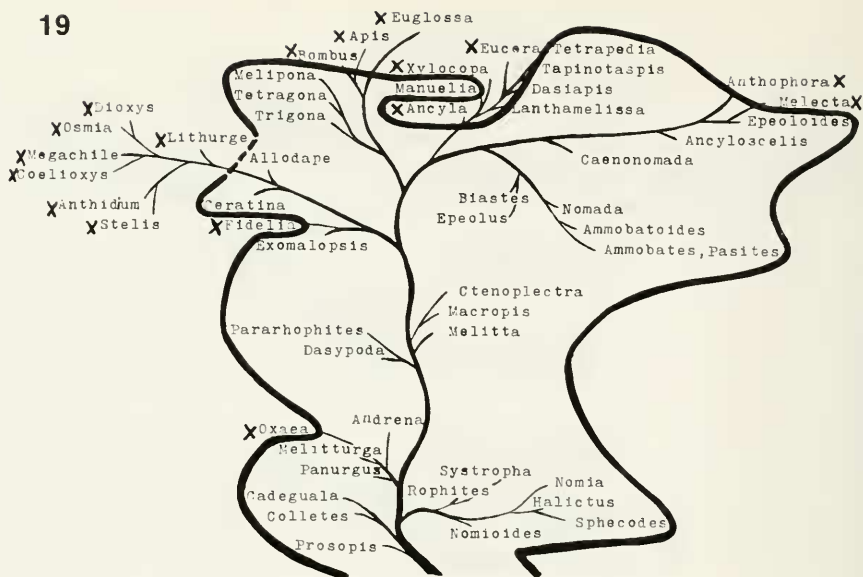 19
X Euglossa
X Apis
X Bombus
X Eucera
Tetrapedia
X Xylocopa
Tapinotaspis
Melipona
Manuelia
Dasiapis
Anthophora X
Tetragona
X Ancyla
Lanthamelissa
Melecta X
X Dioxys
Trigona
Epeoloides
X Osmia
X Lithurge
Ancyloscelis
X Megachile
Allodape
Caenonomada
X Coelioxys
Biastes
X Anthidium
Ceratina
Epeolus
Nomada
X Stelis
X Fidelia
Ammobatoides
Exomalopsis
Ammobates, Pasites
Ctenoplectra
Macropis
Pararhophites
Melitta
Dasypoda
Andrena
X Oxaea
Melitturga
Systropha
Panurgus
Nomia
Rophites
Cadeguala
Halictus
Colletes
Sphecodes
Nomioides
Prosopis